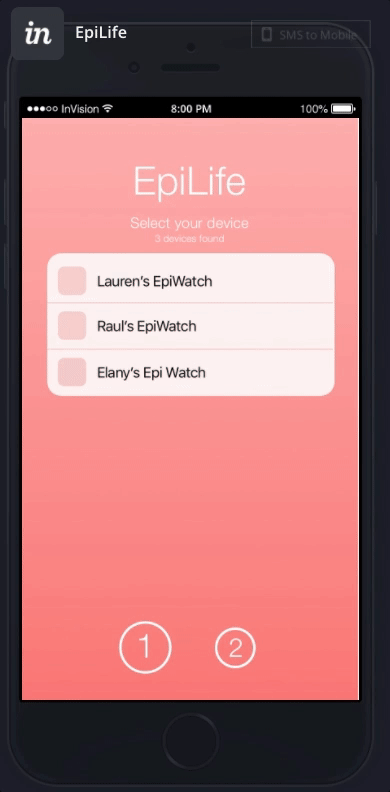 in EpiLife
SMS to Mobile
InVision 8:00 PM 100%
EpiLife
Select your device
3 devices found
Lauren's EpiWatch
Raul's EpiWatch
Elany's Epi Watch
1 2